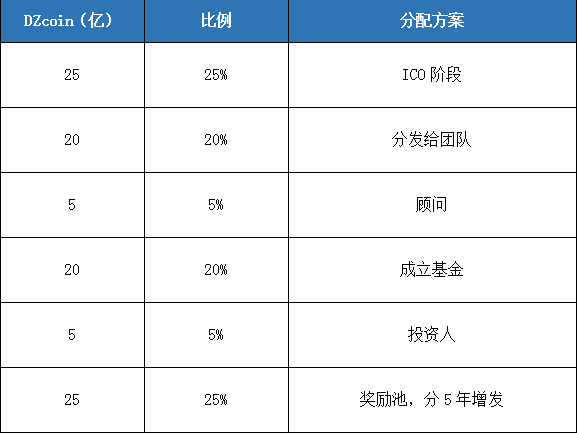 DZcoin（亿） 比例 分配方案
25 25% ICO 阶段
20 20% 分发给团队
5 5% 顾问
20 20% 成立基金
5 5% 投资人
25 25% 奖励池，分 5 年增发